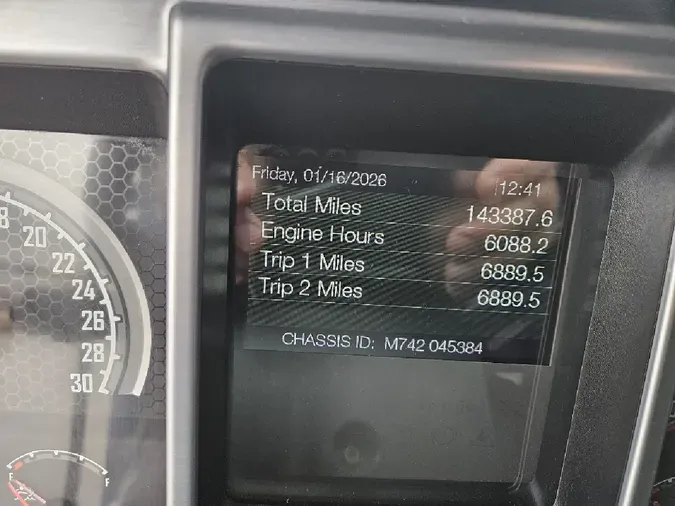 Friday, 01/16/2026 12:41
Total Miles 143387.6
Engine Hours 6088.2
Trip 1 Miles 6889.5
Trip 2 Miles 6889.5
CHASSIS ID: M742 045384
20
22
24
26
28
30
E F